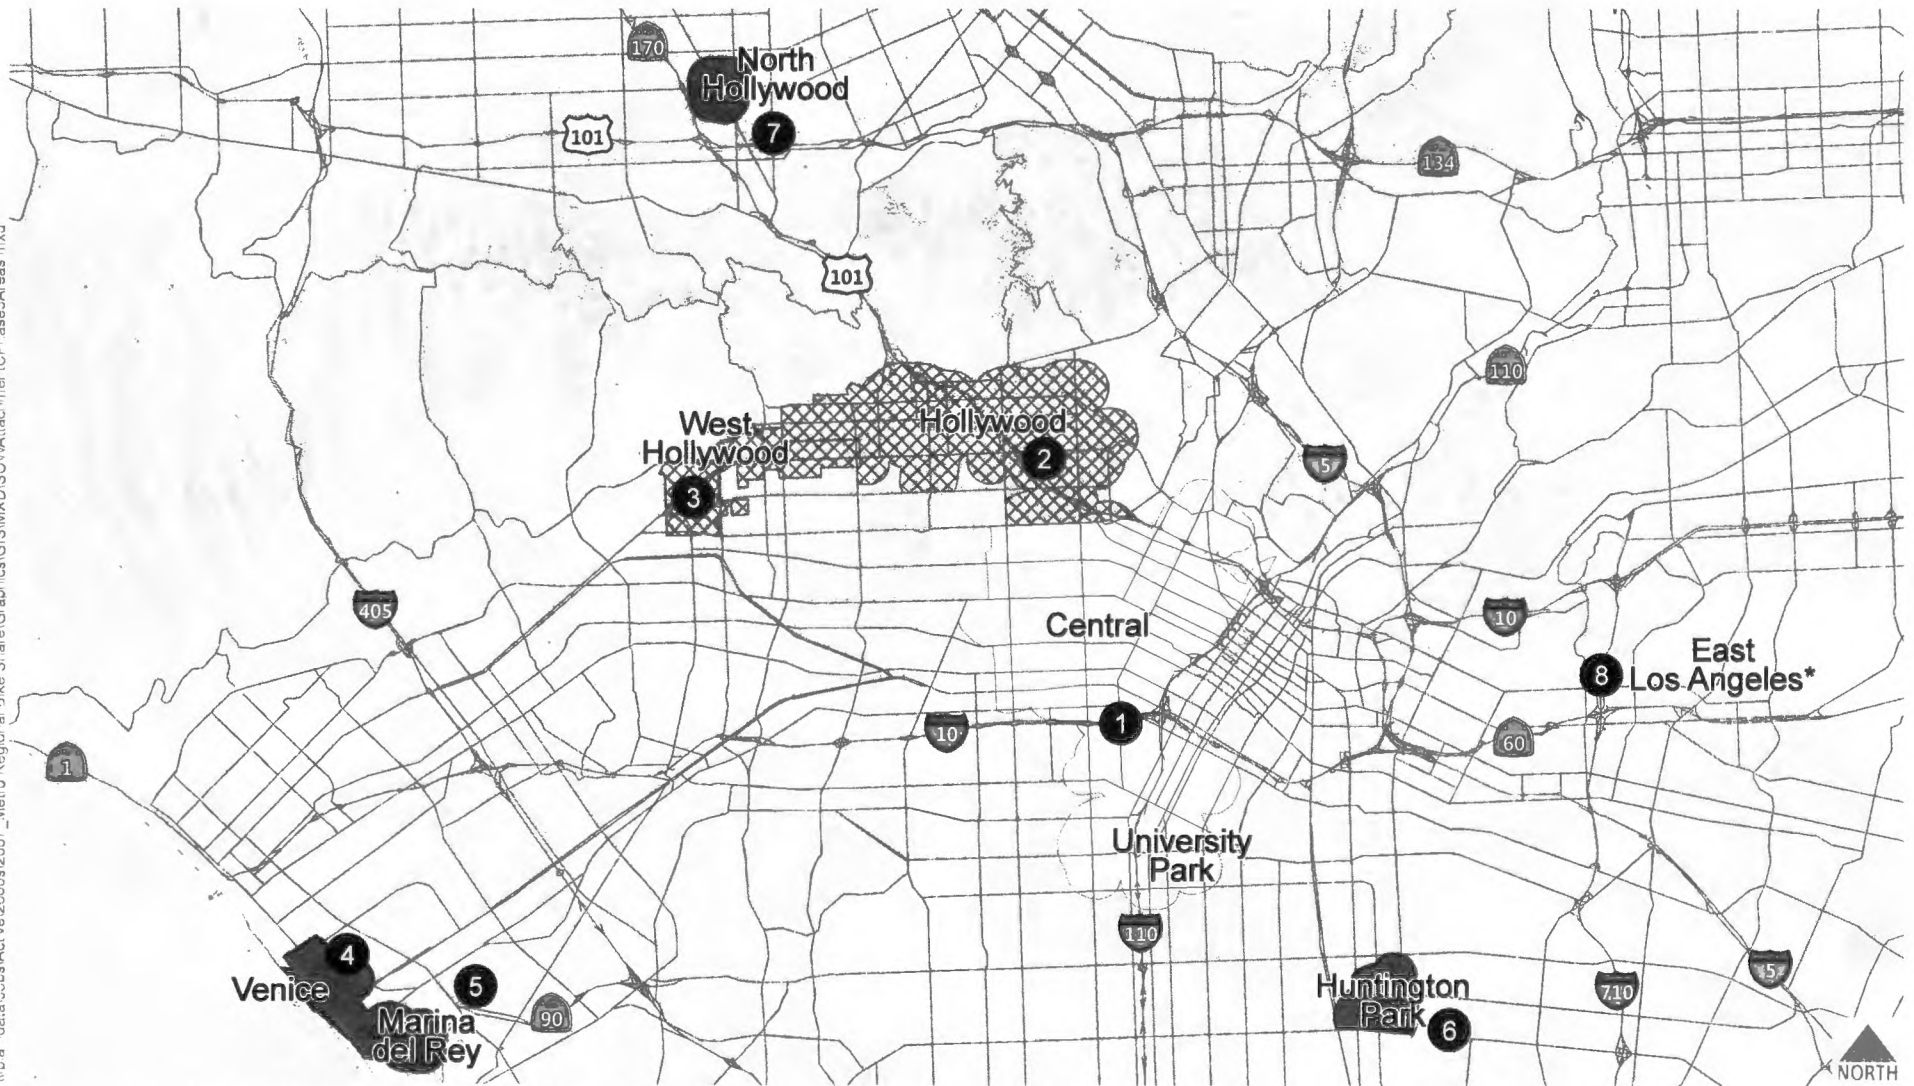 170
North
Hollywood
101
7
134
101
110
West
Hollywood
Hollywood
2
5
3
405
Central
10
East
Los Angeles*
8
1
10
60
1
University
Park
110
4
Venice
5
90
Marina
del Rey
Huntington
Park
6
710
5
NORTH